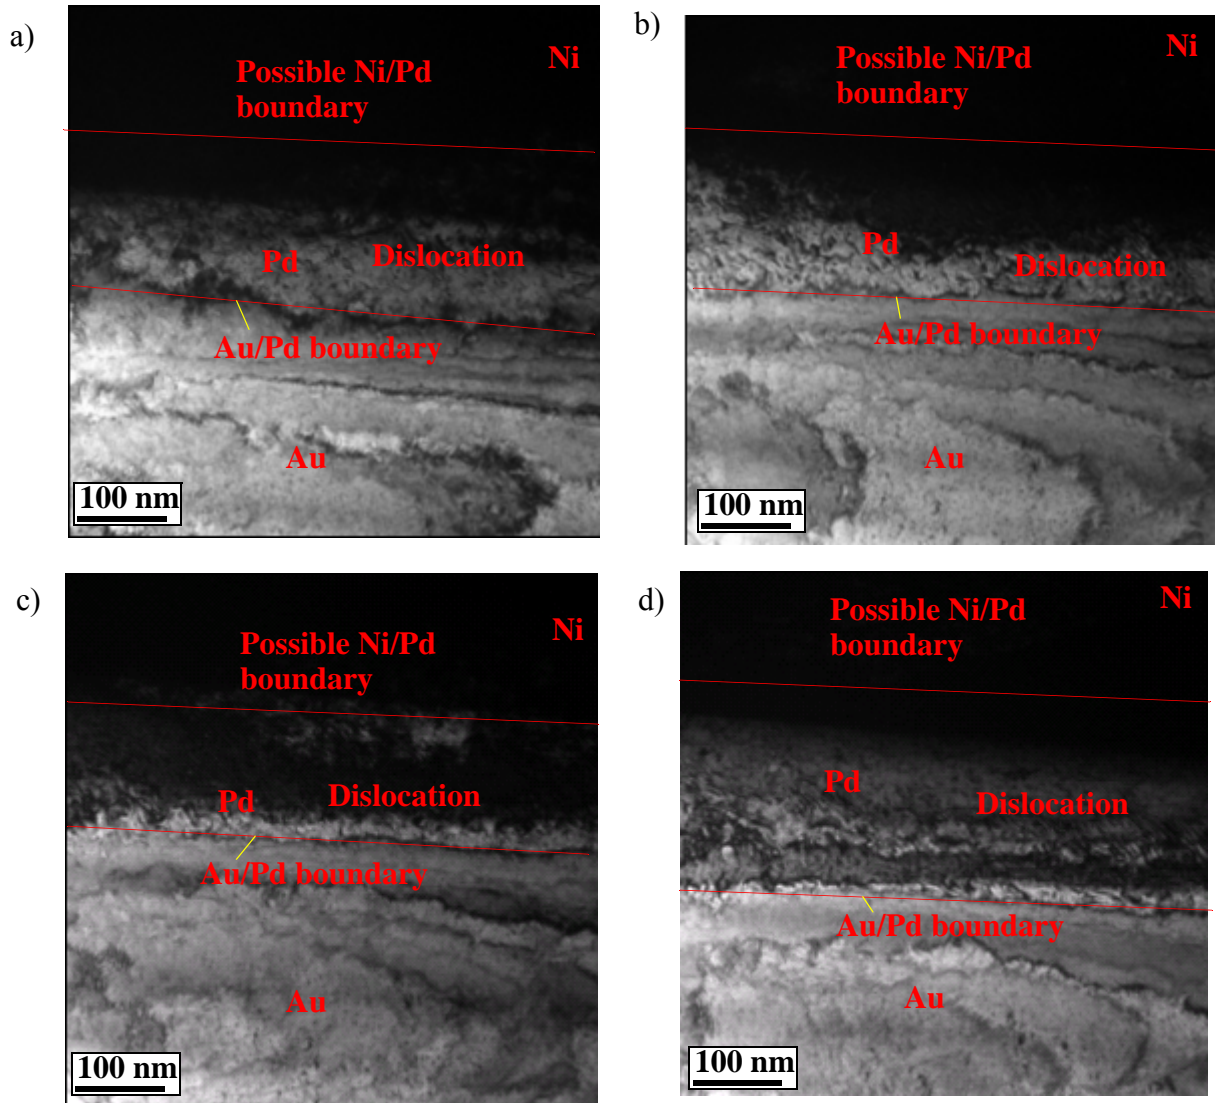 a)
Ni
Possible Ni/Pd
boundary
Pd
Dislocation
Au/Pd boundary
Au
100 nm
b)
Ni
Possible Ni/Pd
boundary
Pd
Dislocation
Au/Pd boundary
Au
100 nm
c)
Ni
Possible Ni/Pd
boundary
Pd
Dislocation
Au/Pd boundary
Au
100 nm
d)
Ni
Possible Ni/Pd
boundary
Pd
Dislocation
Au/Pd boundary
Au
100 nm